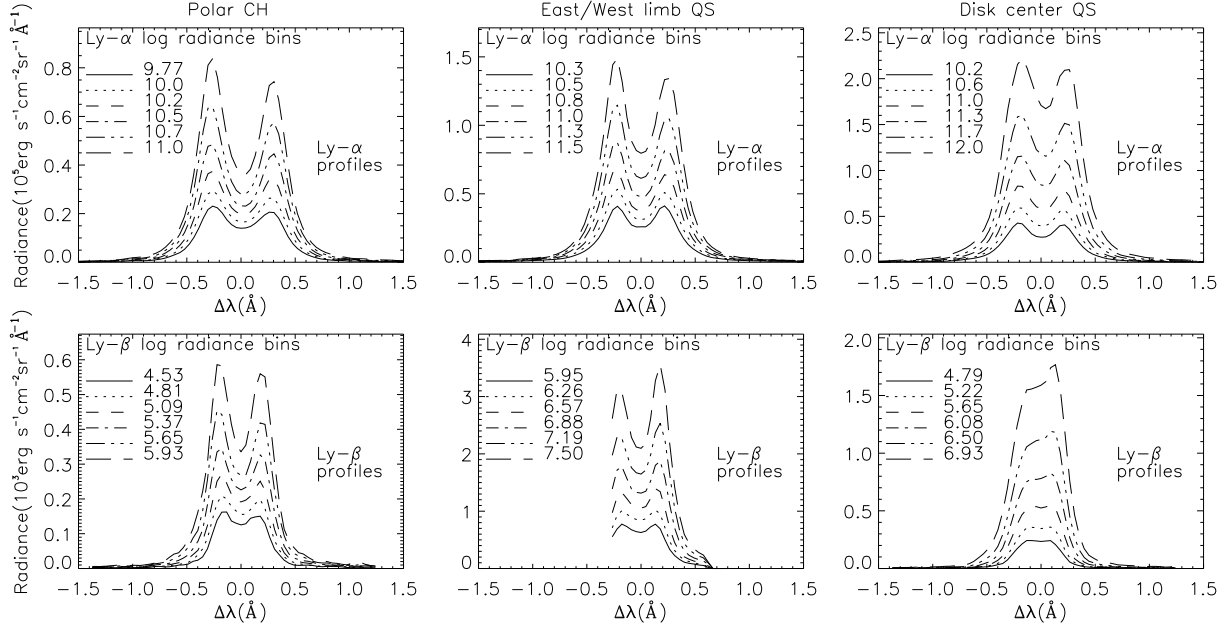 Polar CH
East/West limb QS
Disk center QS
Radiance(10⁵erg s⁻¹cm⁻²sr⁻¹ Å⁻¹)
Ly-α log radiance bins
9.77
10.0
10.2
10.5
10.7
11.0
Ly-α
profiles
0.0
0.2
0.4
0.6
0.8
-1.5 -1.0 -0.5 0.0 0.5 1.0 1.5
Δλ(Å)
Ly-α log radiance bins
10.3
10.5
10.8
11.0
11.3
11.5
Ly-α
profiles
0.0
0.5
1.0
1.5
-1.5 -1.0 -0.5 0.0 0.5 1.0 1.5
Δλ(Å)
Ly-α log radiance bins
10.2
10.6
11.0
11.3
11.7
12.0
Ly-α
profiles
0.0
0.5
1.0
1.5
2.0
2.5
-1.5 -1.0 -0.5 0.0 0.5 1.0 1.5
Δλ(Å)
Radiance(10³erg s⁻¹cm⁻²sr⁻¹ Å⁻¹)
Ly-β log radiance bins
4.53
4.81
5.09
5.37
5.65
5.93
Ly-β
profiles
0.0
0.1
0.2
0.3
0.4
0.5
0.6
-1.5 -1.0 -0.5 0.0 0.5 1.0 1.5
Δλ(Å)
Ly-β log radiance bins
5.95
6.26
6.57
6.88
7.19
7.50
Ly-β
profiles
0
1
2
3
4
-1.5 -1.0 -0.5 0.0 0.5 1.0 1.5
Δλ(Å)
Ly-β log radiance bins
4.79
5.22
5.65
6.08
6.50
6.93
Ly-β
profiles
0.0
0.5
1.0
1.5
2.0
-1.5 -1.0 -0.5 0.0 0.5 1.0 1.5
Δλ(Å)